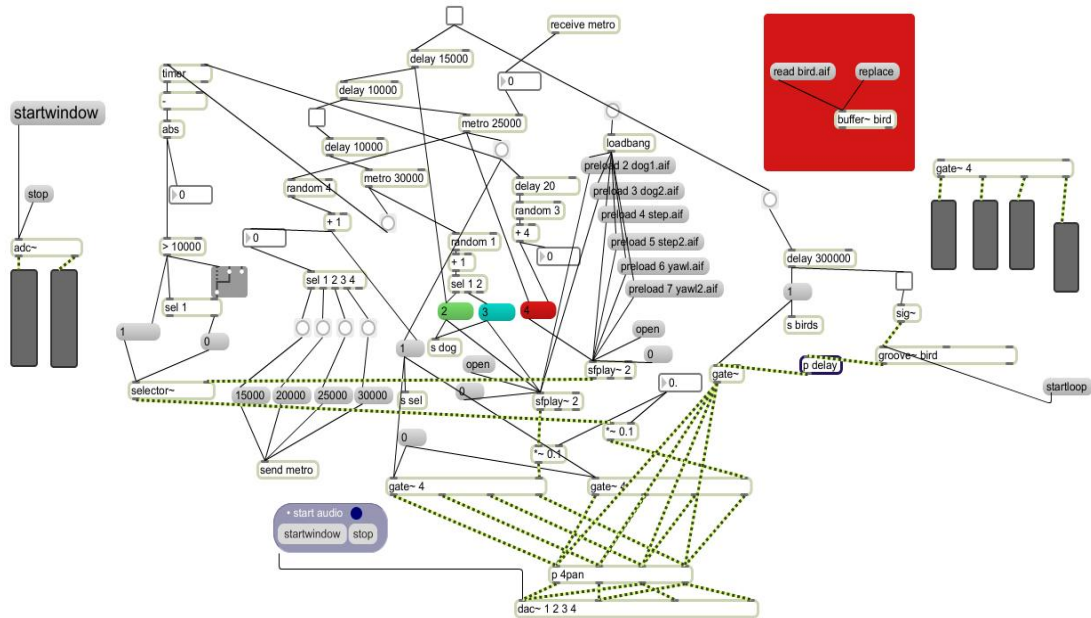 receive metro
delay 15000
0
timer
delay 10000
read bird.aif
replace
-
startwindow
metro 25000
buffer~ bird
abs
loadbang
delay 10000
preload 2 dog1.aif
gate~ 4
stop
0
random 4
metro 30000
delay 20
preload 3 dog2.aif
random 3
preload 4 step.aif
+ 1
+ 4
0
random 1
preload 5 step2.aif
adc~
> 10000
+ 1
0
preload 6 yawl.aif
delay 300000
sel 1 2 3 4
sel 1 2
preload 7 yawl2.aif
1
sel 1
2
3
4
sig~
1
0
open
s birds
1
s dog
0
groove~ bird
open
sfplay~ 2
p delay
gate~
selector~
0
0.
startloop
15000
20000
25000
30000
s sel
sfplay~ 2
0
*~ 0.1
*~ 0.1
send metro
gate~ 4
gate~ 4
• start audio
startwindow
stop
p 4pan
dac~ 1 2 3 4